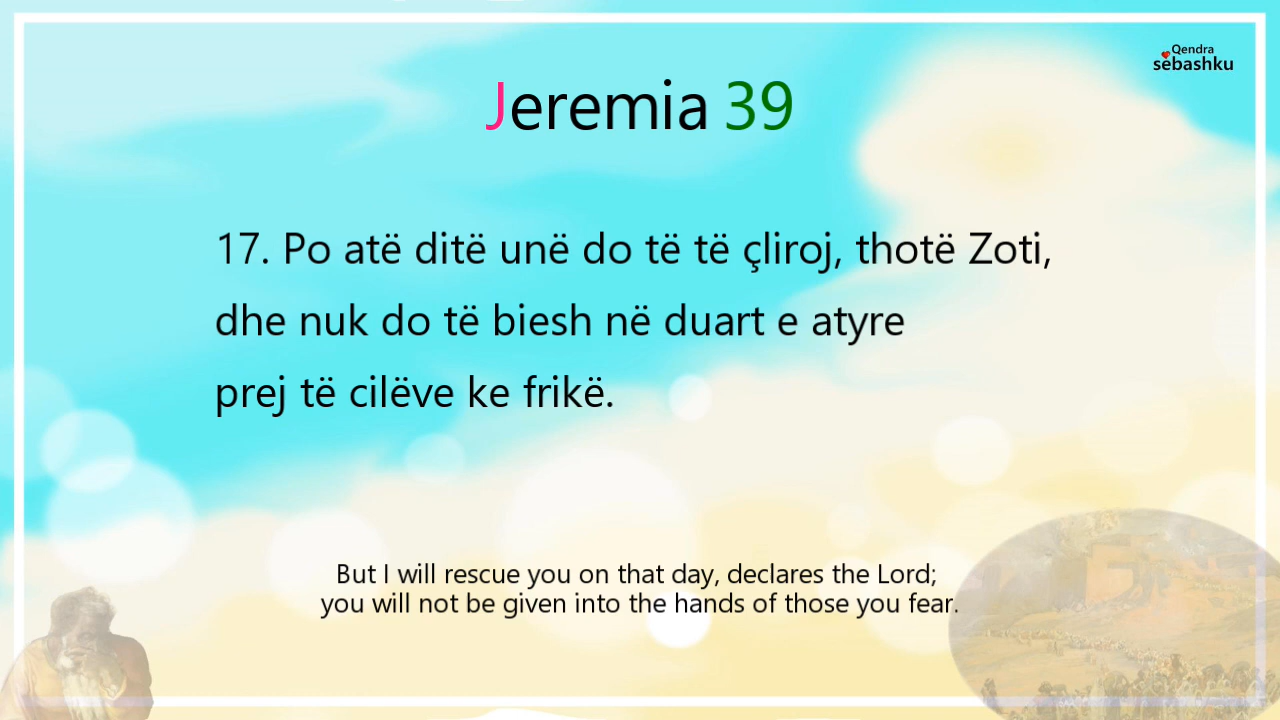 Qendra
sëbashku
Jeremia 39
17. Po atë ditë unë do të të çliroj, thotë Zoti,
dhe nuk do të biesh në duart e atyre
prej të cilëve ke frikë.
But I will rescue you on that day, declares the Lord;
you will not be given into the hands of those you fear.